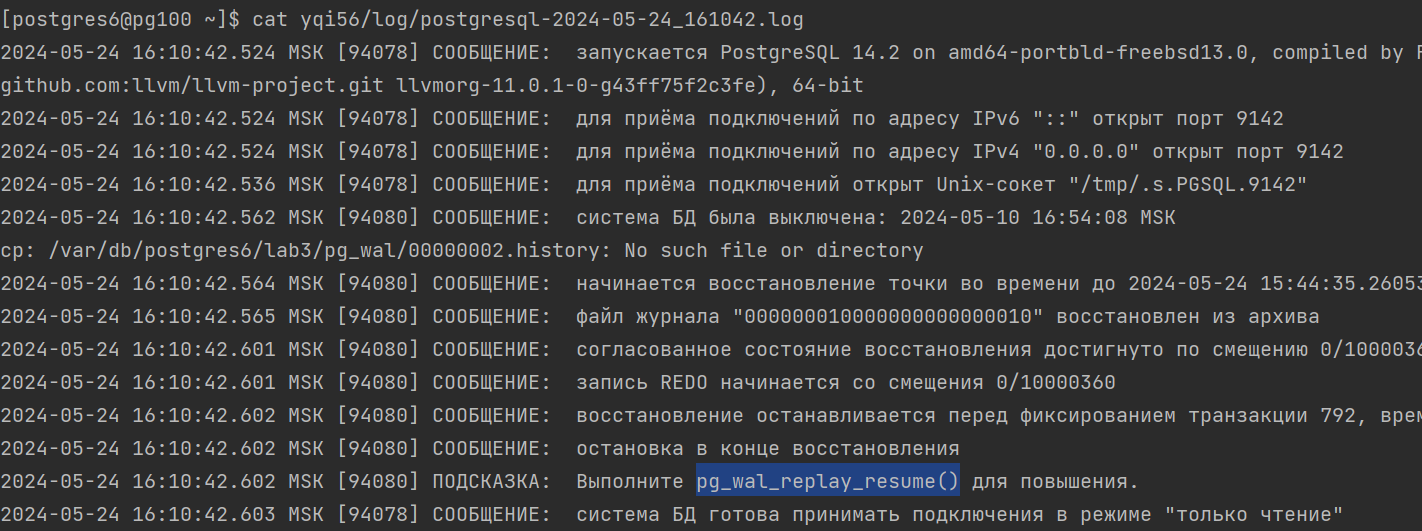 [postgres6@pg100 ~]$ cat yqi56/log/postgresql-2024-05-24_161042.log
2024-05-24 16:10:42.524 MSK [94078] СООБЩЕНИЕ:  запускается PostgreSQL 14.2 on amd64-portbld-freebsd13.0, compiled by
github.com:llvm/llvm-project.git llvmorg-11.0.1-0-g43ff75f2c3fe), 64-bit
2024-05-24 16:10:42.524 MSK [94078] СООБЩЕНИЕ:  для приёма подключений по адресу IPv6 "::" открыт порт 9142
2024-05-24 16:10:42.524 MSK [94078] СООБЩЕНИЕ:  для приёма подключений по адресу IPv4 "0.0.0.0" открыт порт 9142
2024-05-24 16:10:42.536 MSK [94078] СООБЩЕНИЕ:  для приёма подключений открыт Unix-сокет "/tmp/.s.PGSQL.9142"
2024-05-24 16:10:42.562 MSK [94080] СООБЩЕНИЕ:  система БД была выключена: 2024-05-10 16:54:08 MSK
cp: /var/db/postgres6/lab3/pg_wal/00000002.history: No such file or directory
2024-05-24 16:10:42.564 MSK [94080] СООБЩЕНИЕ:  начинается восстановление точки во времени до 2024-05-24 15:44:35.26053
2024-05-24 16:10:42.565 MSK [94080] СООБЩЕНИЕ:  файл журнала "000000010000000000000010" восстановлен из архива
2024-05-24 16:10:42.601 MSK [94080] СООБЩЕНИЕ:  согласованное состояние восстановления достигнуто по смещению 0/1000036
2024-05-24 16:10:42.601 MSK [94080] СООБЩЕНИЕ:  запись REDO начинается со смещения 0/10000360
2024-05-24 16:10:42.602 MSK [94080] СООБЩЕНИЕ:  восстановление останавливается перед фиксированием транзакции 792, врем
2024-05-24 16:10:42.602 MSK [94080] СООБЩЕНИЕ:  остановка в конце восстановления
2024-05-24 16:10:42.602 MSK [94080] ПОДСКАЗКА:  Выполните pg_wal_replay_resume() для повышения.
2024-05-24 16:10:42.603 MSK [94078] СООБЩЕНИЕ:  система БД готова принимать подключения в режиме "только чтение"